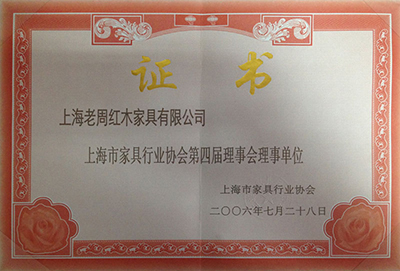 证 书
上海老周红木家具有限公司
上海市家具行业协会第四届理事会理事单位
上海市家具行业协会
二〇〇六年七月二十八日